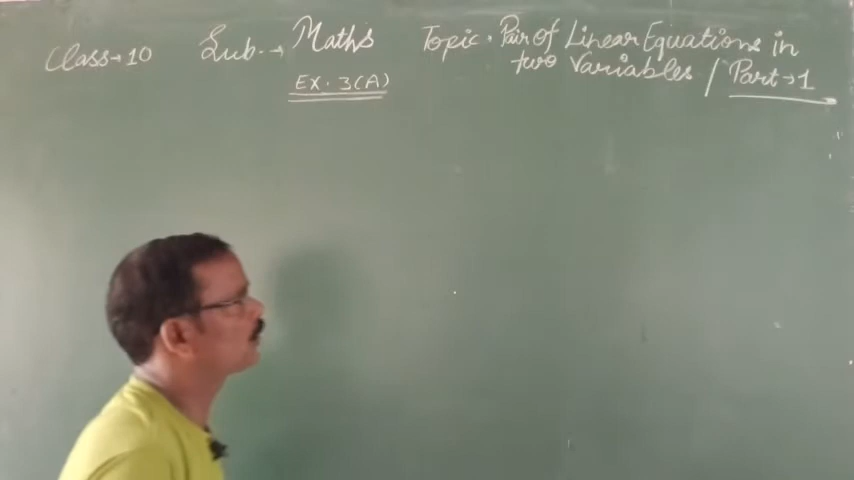 Class→10 Sub.→ Maths Topic. Pair of Linear Equations in
two Variables / Part→1
Ex. 3(A)